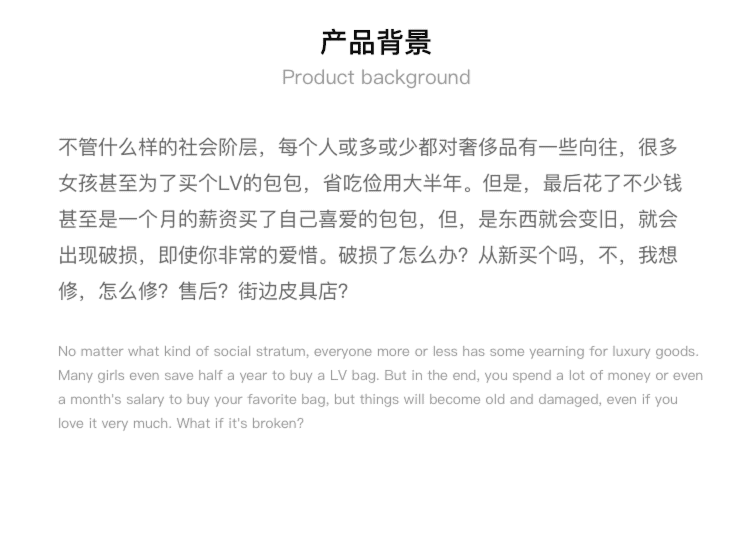 产品背景
Product background
不管什么样的社会阶层，每个人或多或少都对奢侈品有一些向往，很多
女孩甚至为了买个LV的包包，省吃俭用大半年。但是，最后花了不少钱
甚至是一个月的薪资买了自己喜爱的包包，但，是东西就会变旧，就会
出现破损，即使你非常的爱惜。破损了怎么办？从新买个吗，不，我想
修，怎么修？售后？街边皮具店？
No matter what kind of social stratum, everyone more or less has some yearning for luxury goods.
Many girls even save half a year to buy a LV bag. But in the end, you spend a lot of money or even
a month's salary to buy your favorite bag, but things will become old and damaged, even if you
love it very much. What if it's broken?